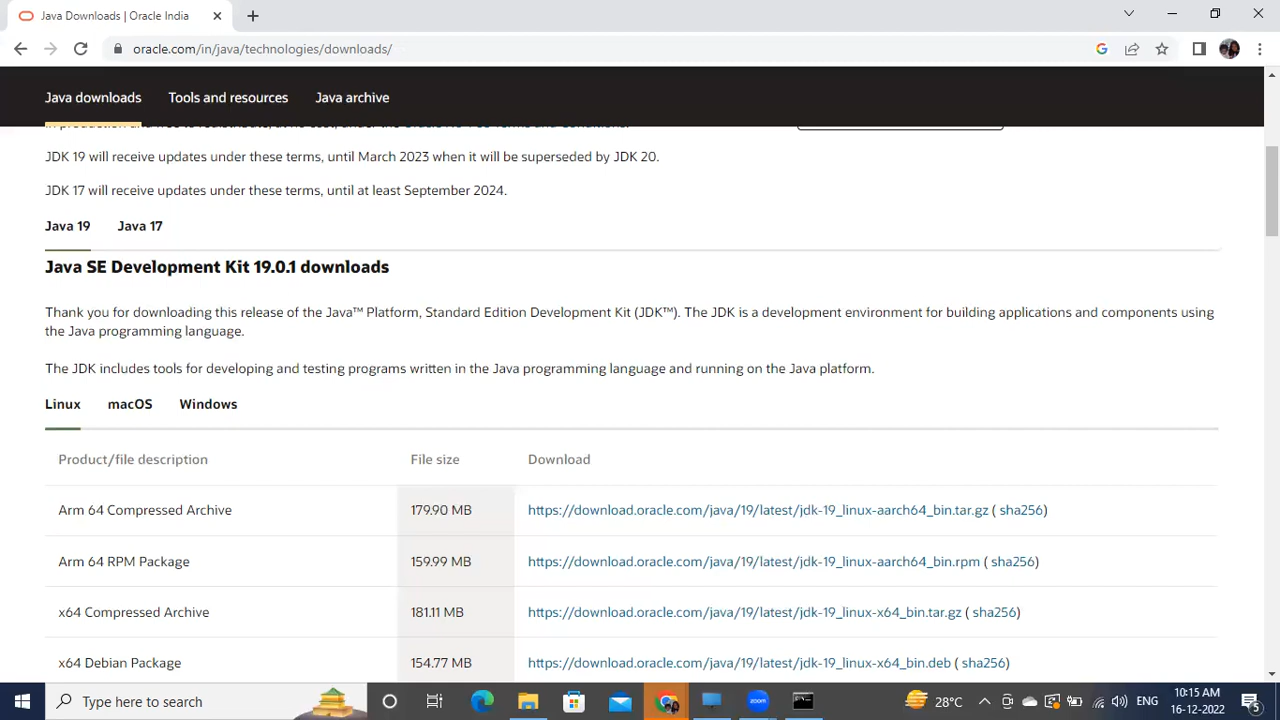 Java Downloads | Oracle India
oracle.com/in/java/technologies/downloads/
Java downloads Tools and resources Java archive
JDK 19 will receive updates under these terms, until March 2023 when it will be superseded by JDK 20.
JDK 17 will receive updates under these terms, until at least September 2024.
Java 19 Java 17
Java SE Development Kit 19.0.1 downloads
Thank you for downloading this release of the Java™ Platform, Standard Edition Development Kit (JDK™). The JDK is a development environment for building applications and components using
the Java programming language.
The JDK includes tools for developing and testing programs written in the Java programming language and running on the Java platform.
Linux macOS Windows
Product/file description File size Download
Arm 64 Compressed Archive 179.90 MB https://download.oracle.com/java/19/latest/jdk-19_linux-aarch64_bin.tar.gz ( sha256)
Arm 64 RPM Package 159.99 MB https://download.oracle.com/java/19/latest/jdk-19_linux-aarch64_bin.rpm ( sha256)
x64 Compressed Archive 181.11 MB https://download.oracle.com/java/19/latest/jdk-19_linux-x64_bin.tar.gz ( sha256)
x64 Debian Package 154.77 MB https://download.oracle.com/java/19/latest/jdk-19_linux-x64_bin.deb ( sha256)
Type here to search zoom 28°C ENG 10:15 AM
16-12-2022 5